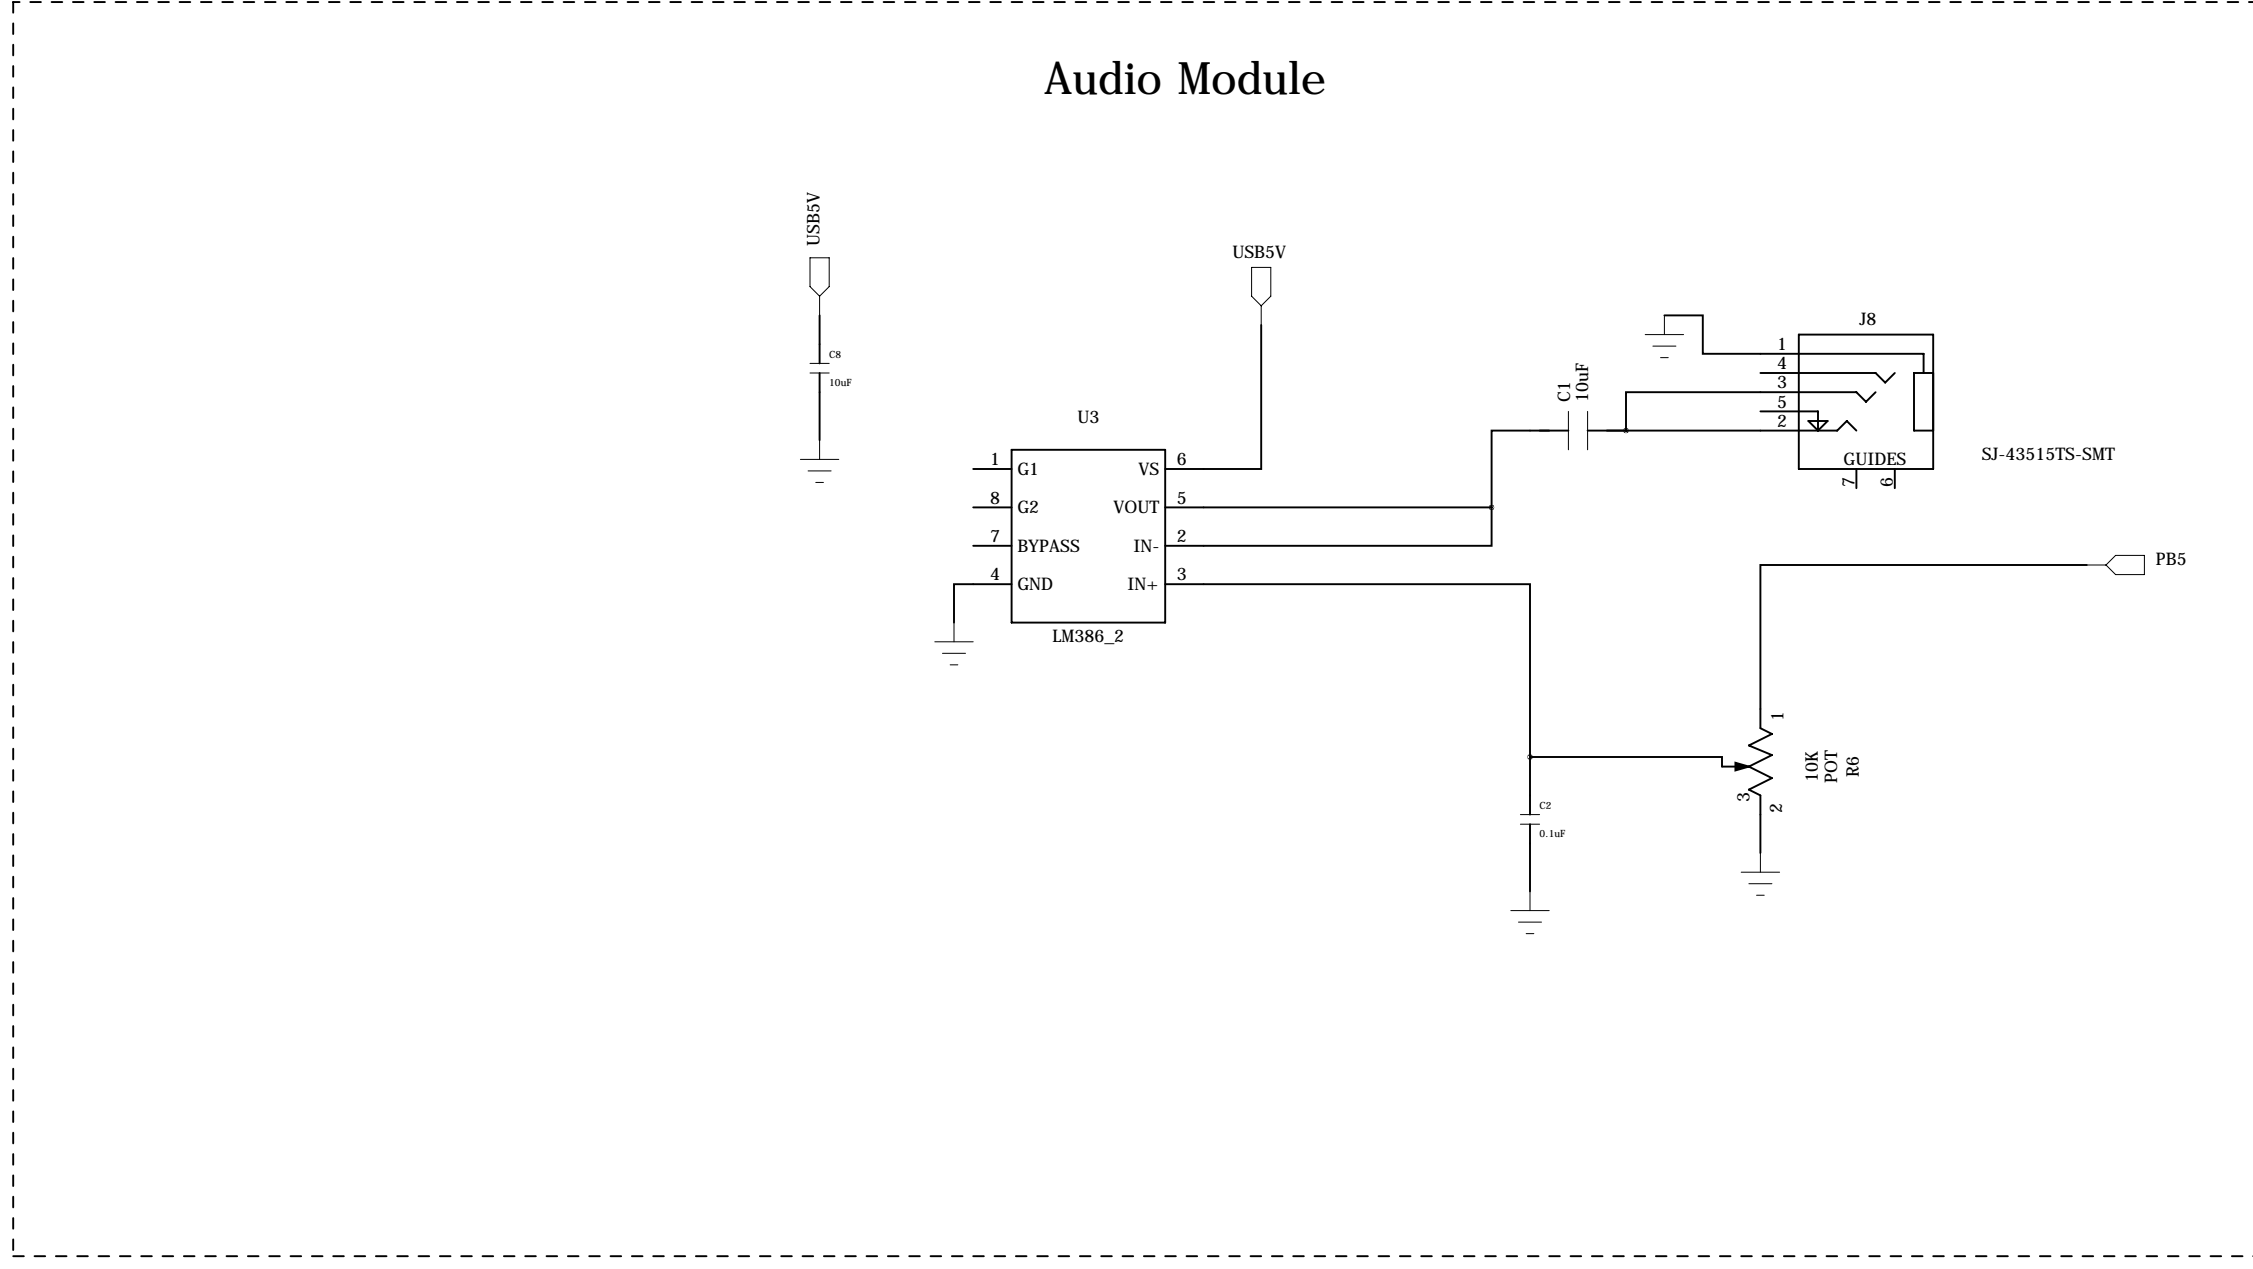 Audio Module
USB5V
C8
10uF
USB5V
U3
1 G1
8 G2
7 BYPASS
4 GND
VS 6
VOUT 5
IN- 2
IN+ 3
LM386_2
C1
10uF
J8
1
4
3
5
2
GUIDES
7
6
SJ-43515TS-SMT
PB5
1
3
2
10K
POT
R6
C2
0.1uF